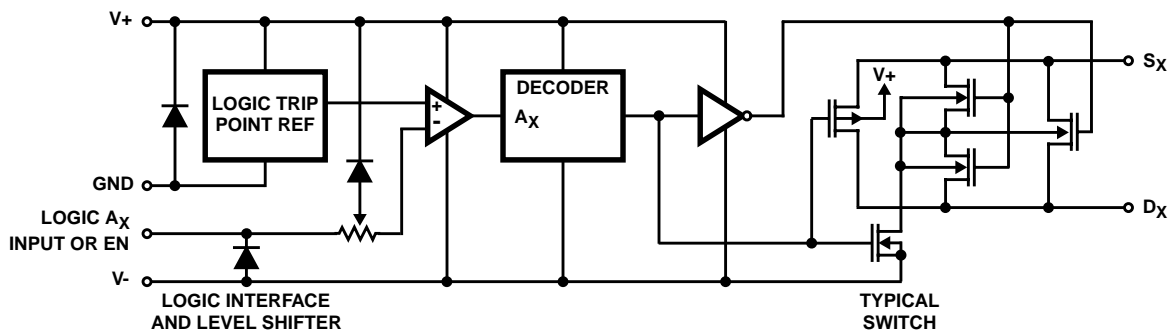 V+
LOGIC TRIP
POINT REF
+
-
DECODER
AX
V+
SX
GND
LOGIC AX
INPUT OR EN
DX
V-
LOGIC INTERFACE
AND LEVEL SHIFTER
TYPICAL
SWITCH